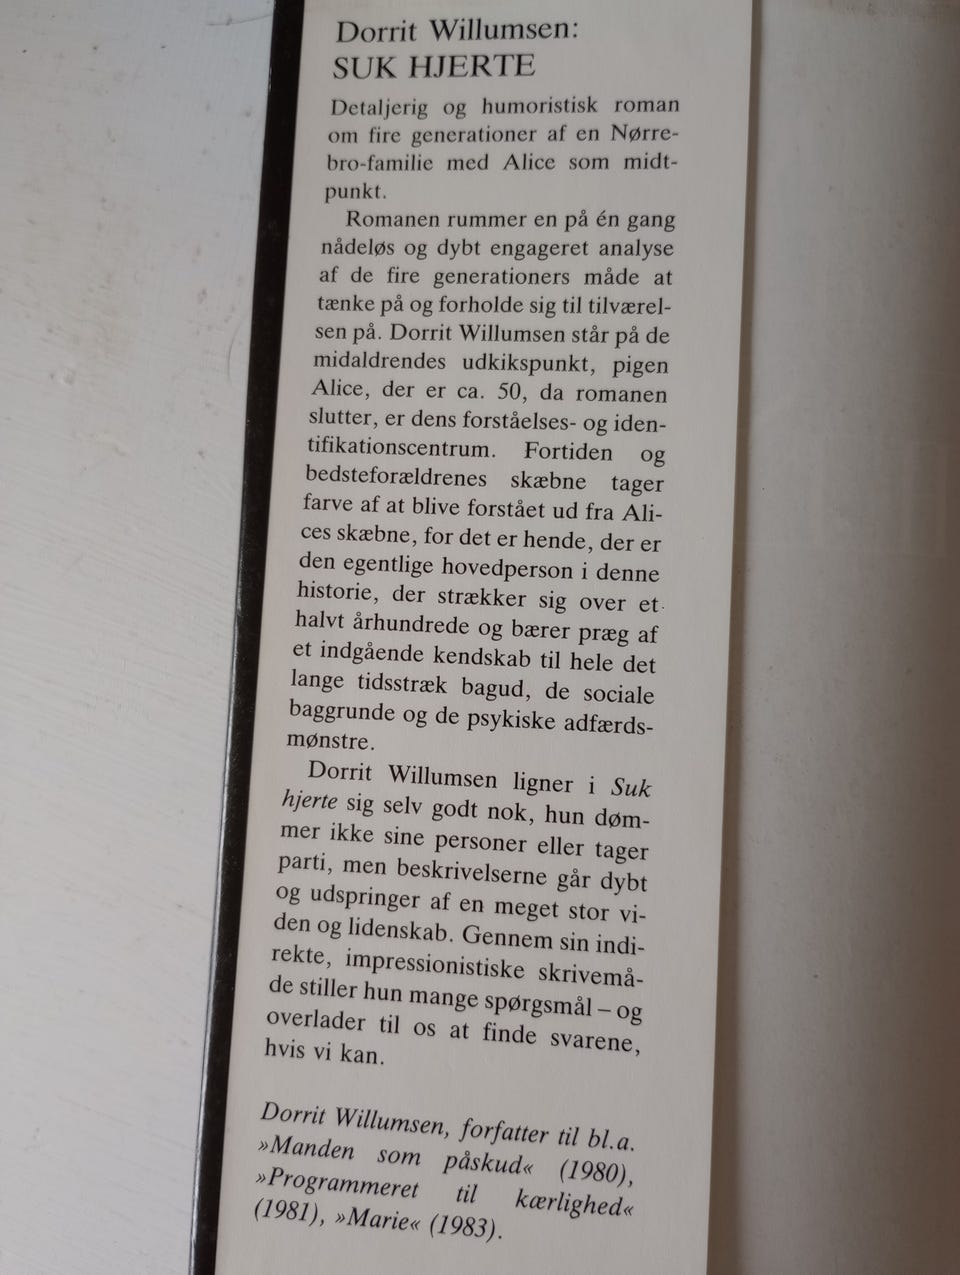 Dorrit Willumsen:
SUK HJERTE
Detaljerig og humoristisk roman
om fire generationer af en Nørre-
bro-familie med Alice som midt-
punkt.
Romanen rummer en på én gang
nådeløs og dybt engageret analyse
af de fire generationers måde at
tænke på og forholde sig til tilværel-
sen på. Dorrit Willumsen står på de
midaldrendes udkikspunkt, pigen
Alice, der er ca. 50, da romanen
slutter, er dens forståelses- og iden-
tifikationscentrum. Fortiden og
bedsteforældrenes skæbne tager
farve af at blive forstået ud fra Ali-
ces skæbne, for det er hende, der er
den egentlige hovedperson i denne
historie, der strækker sig over et
halvt århundrede og bærer præg af
et indgående kendskab til hele det
lange tidsstræk bagud, de sociale
baggrunde og de psykiske adfærds-
mønstre.
Dorrit Willumsen ligner i Suk
hjerte sig selv godt nok, hun døm-
mer ikke sine personer eller tager
parti, men beskrivelserne går dybt
og udspringer af en meget stor vi-
den og lidenskab. Gennem sin indi-
rekte, impressionistiske skrivemå-
de stiller hun mange spørgsmål – og
overlader til os at finde svarene,
hvis vi kan.
Dorrit Willumsen, forfatter til bl.a.
»Manden som påskud« (1980),
»Programmeret til kærlighed«
(1981), »Marie« (1983).